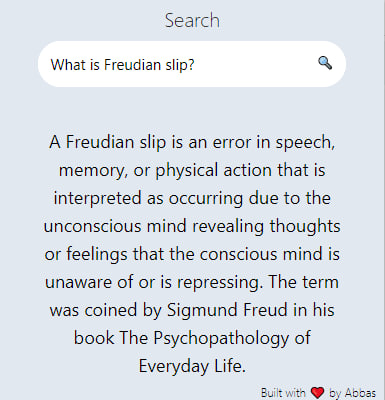 Search
What is Freudian slip?
A Freudian slip is an error in speech,
memory, or physical action that is
interpreted as occurring due to the
unconscious mind revealing thoughts
or feelings that the conscious mind is
unaware of or is repressing. The term
was coined by Sigmund Freud in his
book The Psychopathology of
Everyday Life.
Built with ❤️ by Abbas